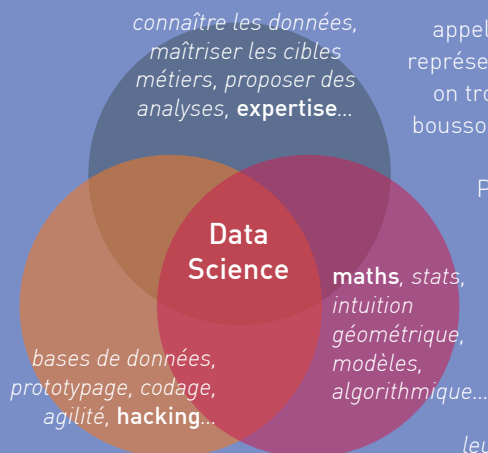 connaître les données,
maîtriser les cibles
métiers, proposer des
analyses, expertise...
appel
représe
on tro
bousso
P
Data
Science
maths, stats,
intuition
géométrique,
modèles,
algorithmique...
bases de données,
prototypage, codage,
agilité, hacking...
leu